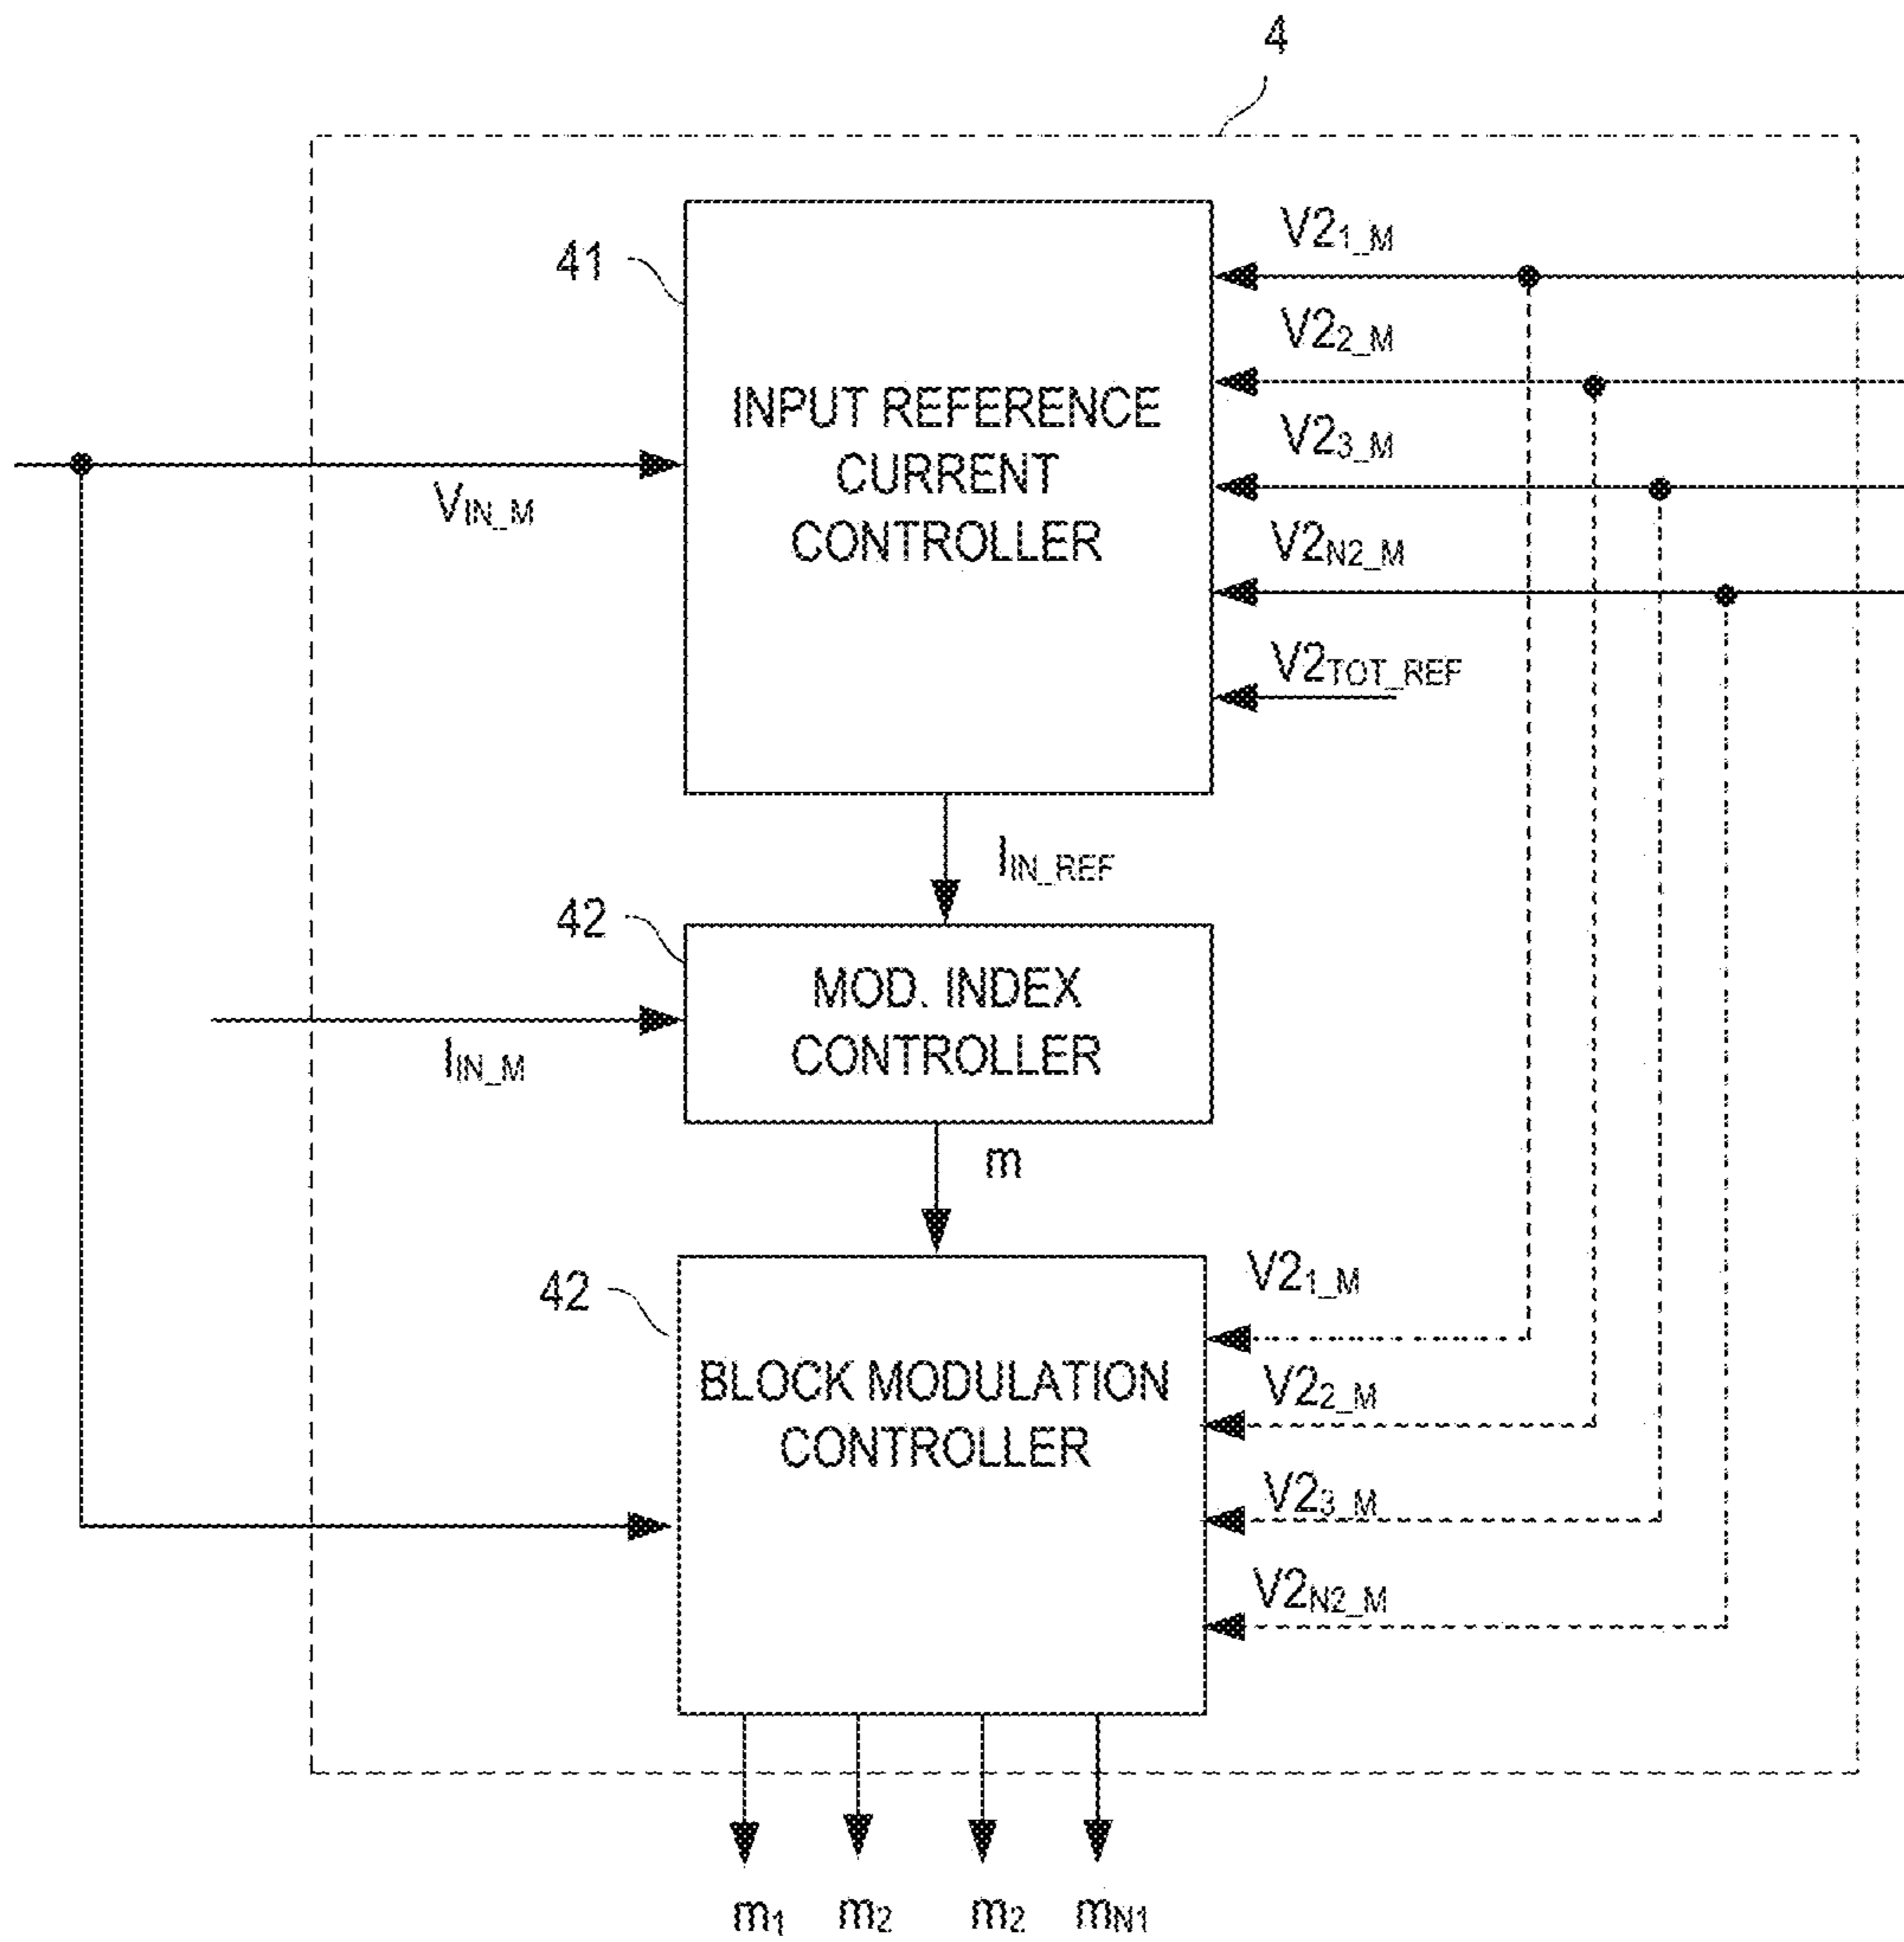 4
41
V2₁_M
V2₂_M
V2₃_M
V2N2_M
V2TOT_REF
INPUT REFERENCE
CURRENT
CONTROLLER
VIN_M
IIN_REF
42
MOD. INDEX
CONTROLLER
IIN_M
m
42
BLOCK MODULATION
CONTROLLER
V2₁_M
V2₂_M
V2₃_M
V2N2_M
m₁ m₂ m₂ mN1